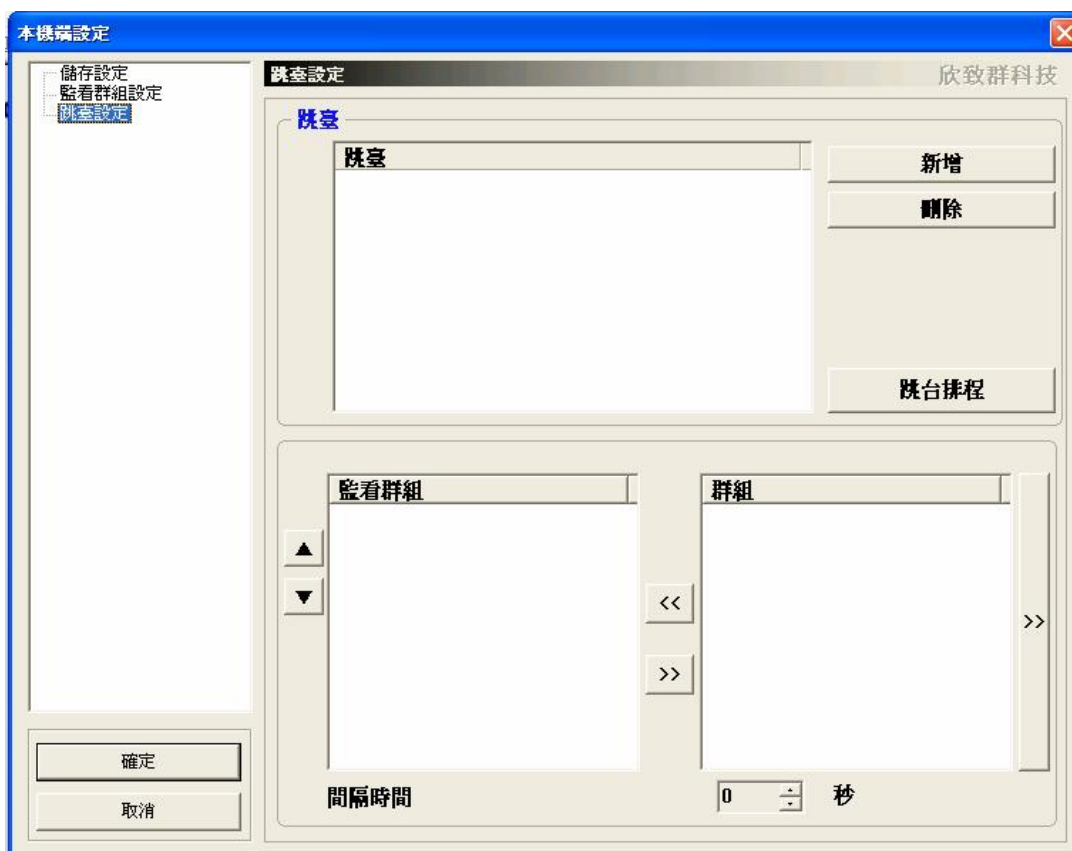 本機端設定
儲存設定
監看群組設定
跳臺設定
跳臺設定
欣致群科技
跳臺
跳臺
新增
刪除
跳台排程
監看群組
群組
▲
▼
<<
>>
>>
間隔時間
0
秒
確定
取消